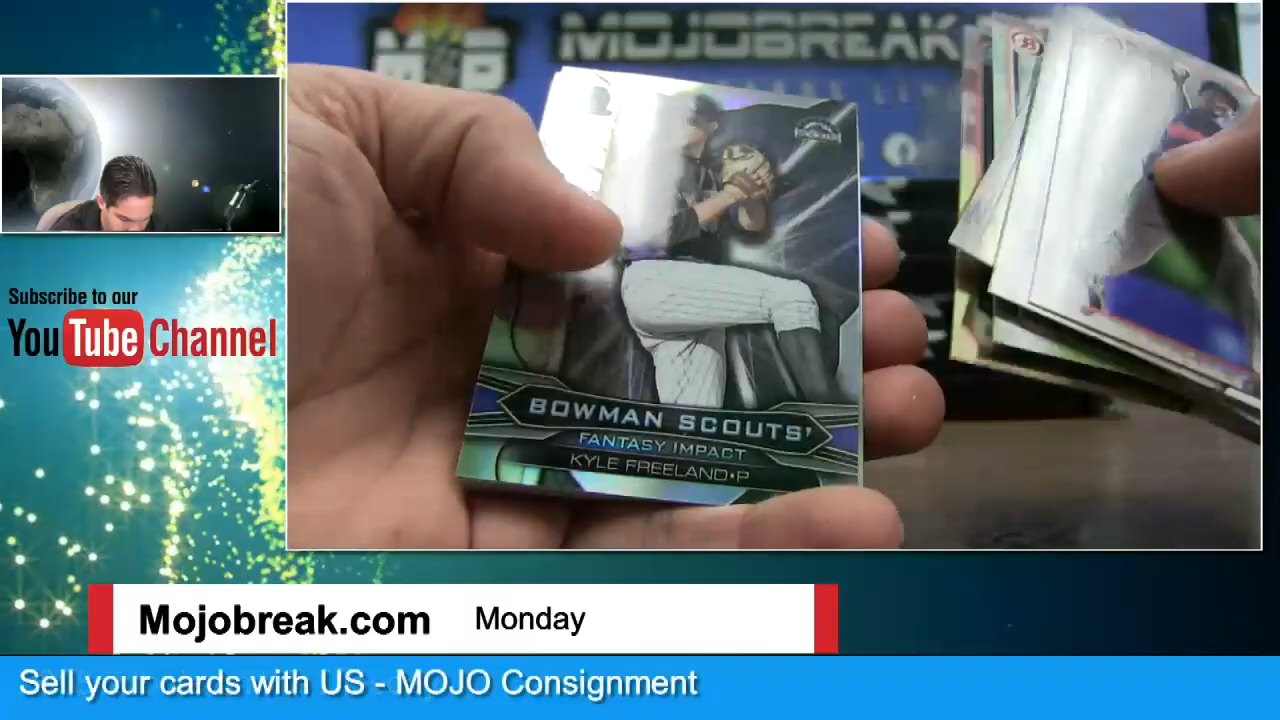 MOJOBREAK
Subscribe to our
YouTube Channel
BOWMAN SCOUTS'
FANTASY IMPACT
KYLE FREELAND•P
Mojobreak.com Monday
Sell your cards with US - MOJO Consignment